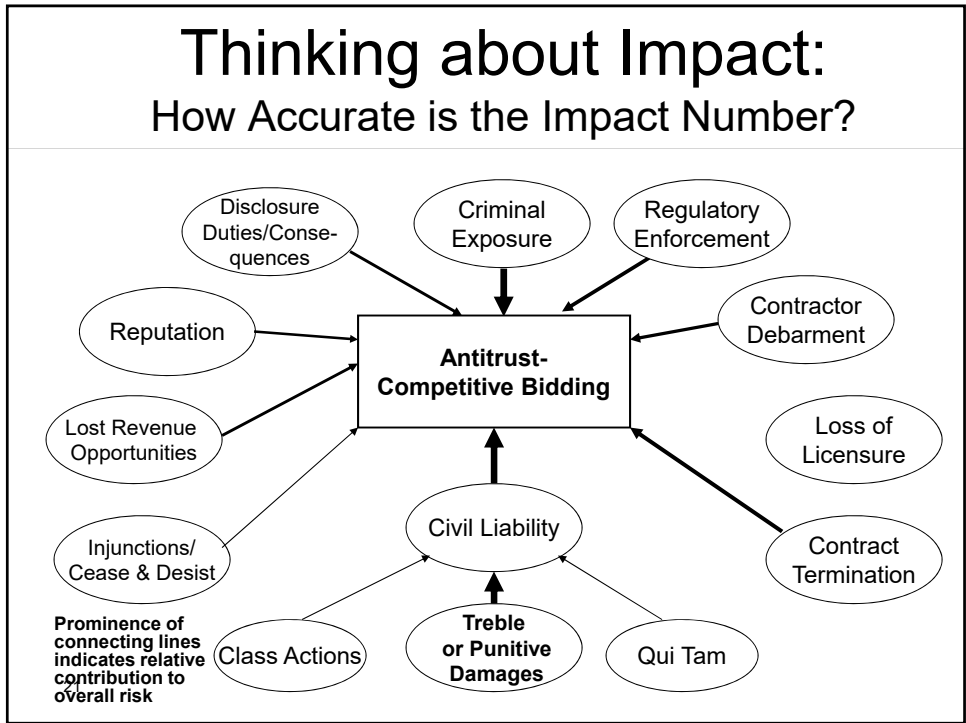 Thinking about Impact:
How Accurate is the Impact Number?
Disclosure
Duties/Conse-
quences
Criminal
Exposure
Regulatory
Enforcement
Reputation
Contractor
Debarment
Antitrust-
Competitive Bidding
Lost Revenue
Opportunities
Loss of
Licensure
Civil Liability
Injunctions/
Cease & Desist
Contract
Termination
Prominence of
connecting lines
indicates relative
contribution to
overall risk
21
Class Actions
Treble
or Punitive
Damages
Qui Tam